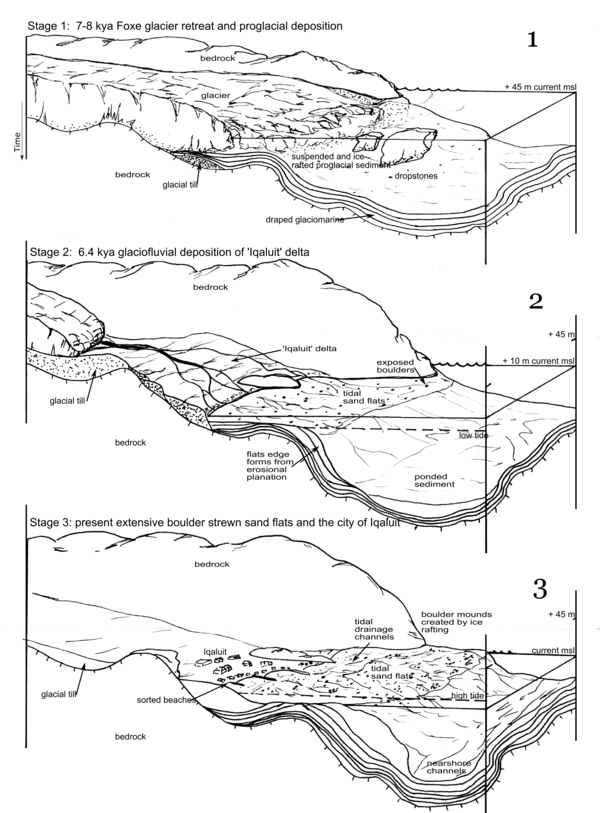 Stage 1: 7-8 kya Foxe glacier retreat and proglacial deposition
1
bedrock
+ 45 m current msl
glacier
Time
suspended and ice-
rafted proglacial sediment
bedrock
dropstones
glacial till
draped glaciomarine
Stage 2: 6.4 kya glaciofluvial deposition of 'Iqaluit' delta
bedrock
2
+ 45 m
'Iqaluit' delta
exposed
boulders
+ 10 m current msl
glacial till
tidal
sand flats
low tide
bedrock
flats edge
forms from
erosional
planation
ponded
sediment
Stage 3: present extensive boulder strewn sand flats and the city of Iqaluit
bedrock
3
+ 45 m
boulder mounds
created by ice
rafting
tidal
drainage
channels
Iqaluit
current msl
tidal
sand flats
glacial till
sorted beaches
high tide
bedrock
nearshore
channels